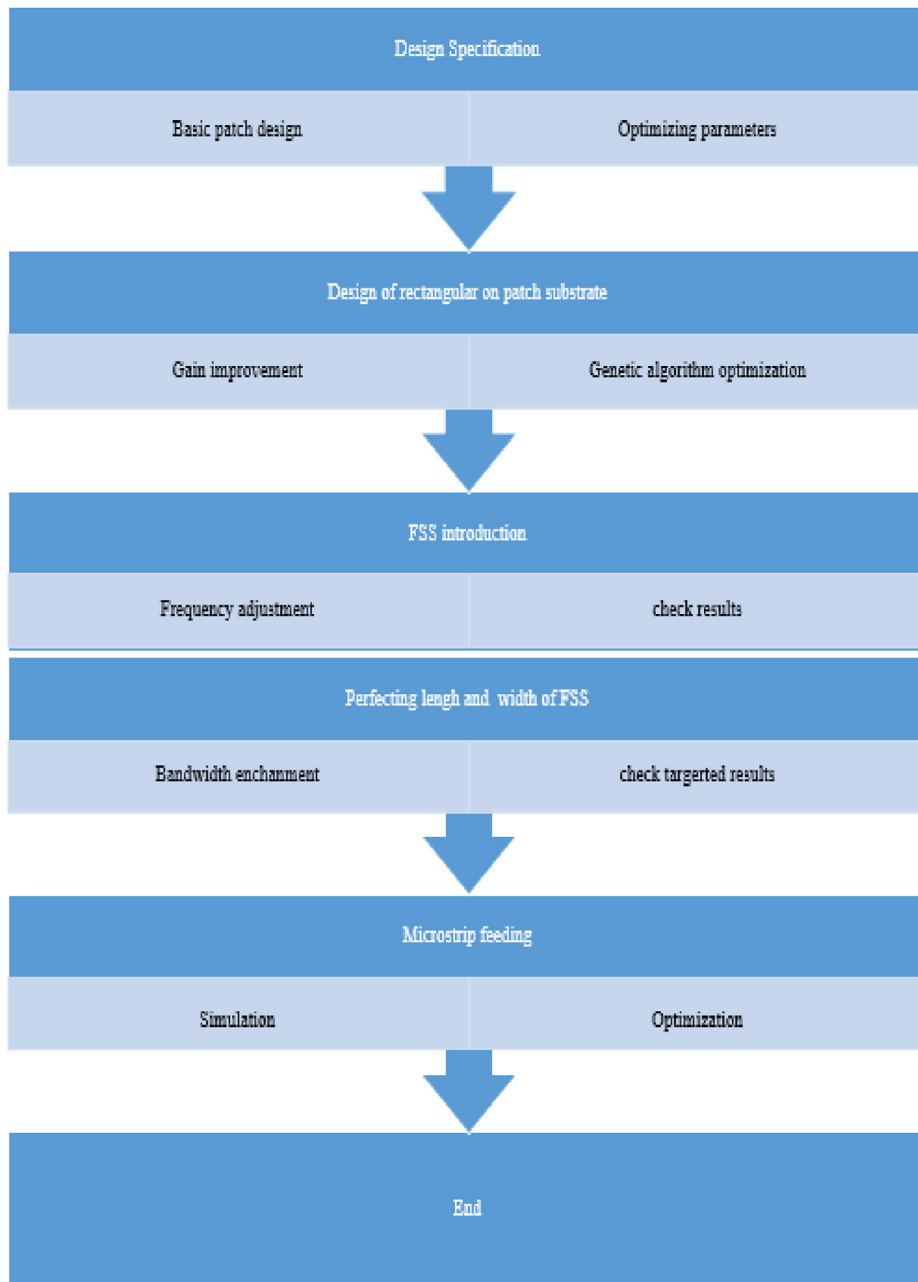 Design Specification
Basic patch design
Optimizing parameters
Design of rectangular on patch substrate
Gain improvement
Genetic algorithm optimization
FSS introduction
Frequency adjustment
check results
Perfecting lengh and width of FSS
Bandwidth enchanment
check targerted results
Microstrip feeding
Simulation
Optimization
End